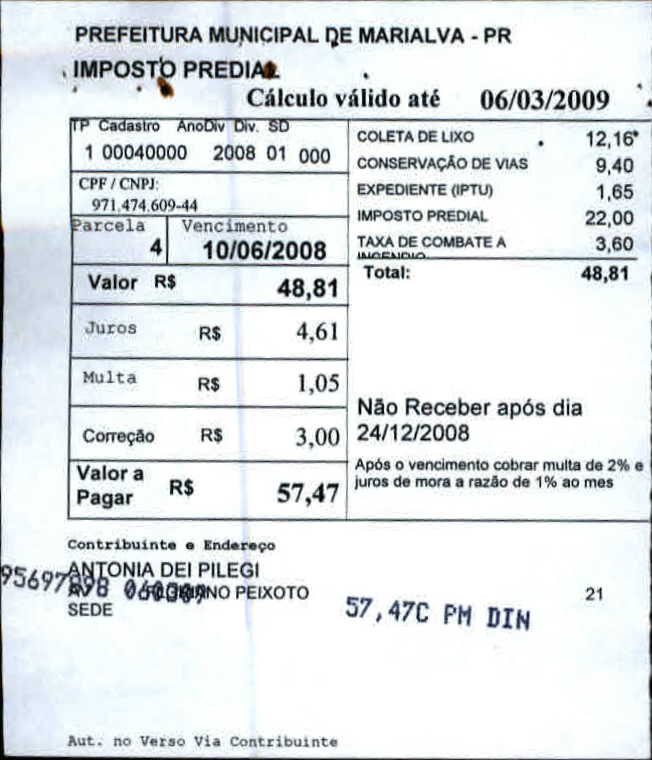 PREFEITURA MUNICIPAL DE MARIALVA - PR
IMPOSTO PREDIAL
Cálculo válido até 06/03/2009
TP Cadastro AnoDiv Div. SD
1 00040000 2008 01 000
CPF / CNPJ:
971.474.609-44
Parcela Vencimento
4 10/06/2008
Valor R$ 48,81
Juros R$ 4,61
Multa R$ 1,05
Correção R$ 3,00
Valor a
Pagar R$ 57,47
COLETA DE LIXO 12,16
CONSERVAÇÃO DE VIAS 9,40
EXPEDIENTE (IPTU) 1,65
IMPOSTO PREDIAL 22,00
TAXA DE COMBATE A 3,60
INCENDIO
Total: 48,81
Não Receber após dia
24/12/2008
Após o vencimento cobrar multa de 2% e
juros de mora a razão de 1% ao mes
Contribuinte e Endereço
ANTONIA DEI PILEGI
PEIXOTO 21
SEDE
57,47C PM DIN
Aut. no Verso Via Contribuinte